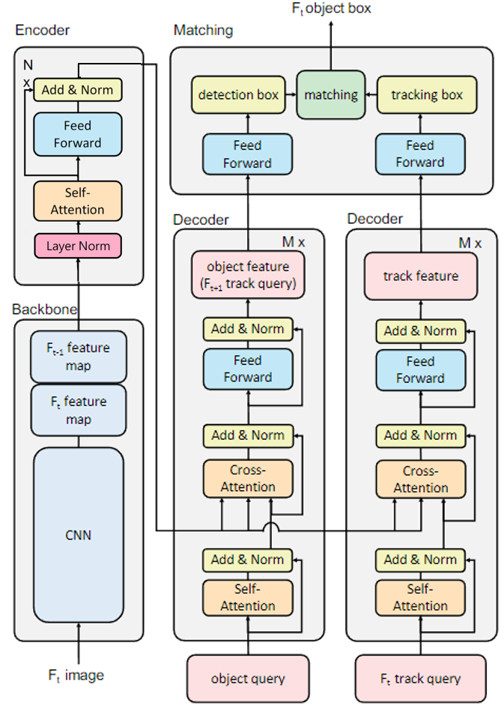 F_t object box
Encoder
Matching
N
x
Add & Norm
Feed
Forward
Self-
Attention
Layer Norm
detection box
matching
tracking box
Feed
Forward
Feed
Forward
Backbone
F_t-1 feature
map
F_t feature
map
CNN
F_t image
Decoder
M x
object feature
(F_t+1 track query)
Add & Norm
Feed
Forward
Add & Norm
Cross-
Attention
Add & Norm
Self-
Attention
object query
Decoder
M x
track feature
Add & Norm
Feed
Forward
Add & Norm
Cross-
Attention
Add & Norm
Self-
Attention
F_t track query